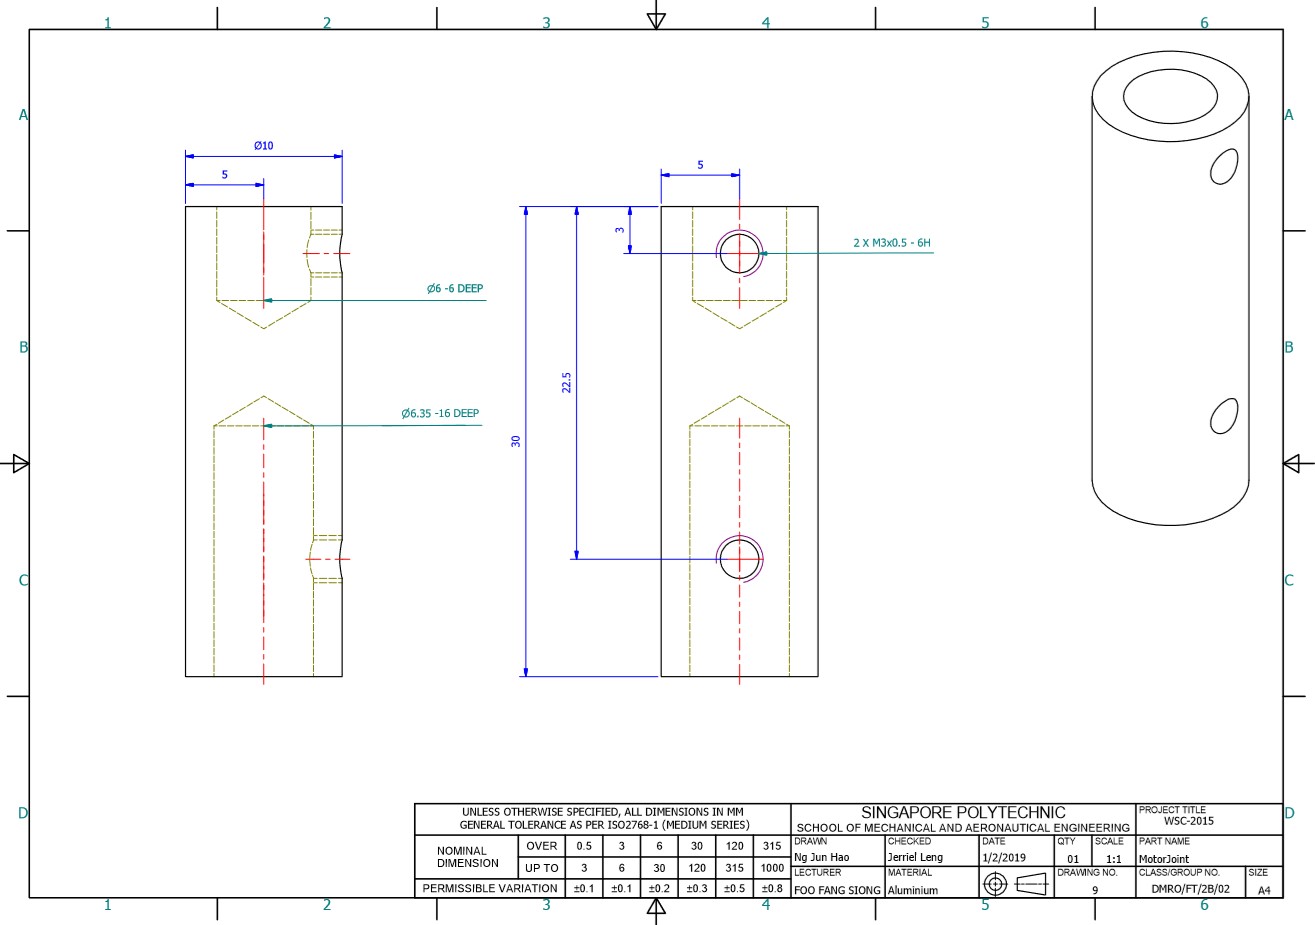 1 2 3 4 5 6
A A
B B
C C
D D
Ø10
5
Ø6 -6 DEEP
Ø6.35 -16 DEEP
5
3
22.5
30
2 X M3x0.5 - 6H
UNLESS OTHERWISE SPECIFIED, ALL DIMENSIONS IN MM
GENERAL TOLERANCE AS PER ISO2768-1 (MEDIUM SERIES)
NOMINAL DIMENSION
OVER 0.5 3 6 30 120 315
UP TO 3 6 30 120 315 1000
PERMISSIBLE VARIATION ±0.1 ±0.1 ±0.2 ±0.3 ±0.5 ±0.8
SINGAPORE POLYTECHNIC
SCHOOL OF MECHANICAL AND AERONAUTICAL ENGINEERING
PROJECT TITLE
WSC-2015
DRAWN
Ng Jun Hao
CHECKED
Jerriel Leng
DATE
1/2/2019
QTY
01
SCALE
1:1
PART NAME
MotorJoint
LECTURER
FOO FANG SIONG
MATERIAL
Aluminium
DRAWING NO.
9
CLASS/GROUP NO.
DMRO/FT/2B/02
SIZE
A4
1 2 3 4 5 6